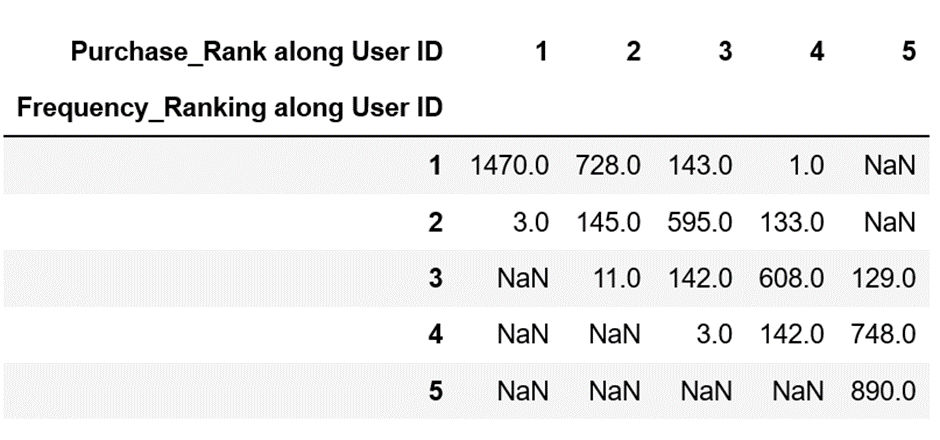 Purchase_Rank along User ID 1 2 3 4 5
Frequency_Ranking along User ID
1 1470.0 728.0 143.0 1.0 NaN
2 3.0 145.0 595.0 133.0 NaN
3 NaN 11.0 142.0 608.0 129.0
4 NaN NaN 3.0 142.0 748.0
5 NaN NaN NaN NaN 890.0